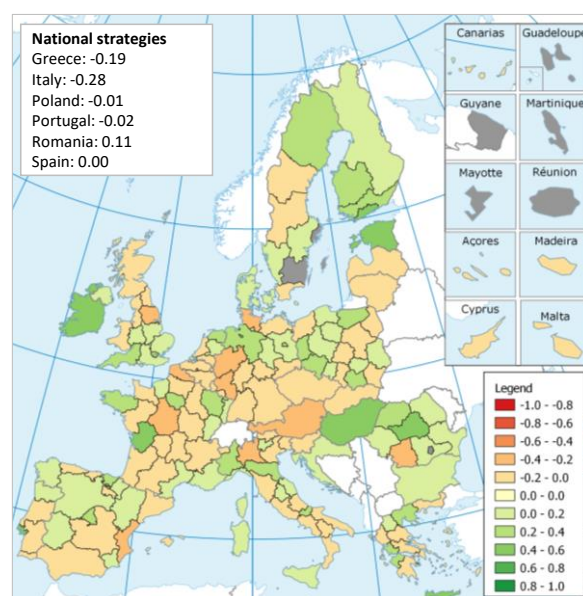 National strategies
Greece: -0.19
Italy: -0.28
Poland: -0.01
Portugal: -0.02
Romania: 0.11
Spain: 0.00
Canarias
Guadeloupe
Guyane
Martinique
Mayotte
Réunion
Açores
Madeira
Cyprus
Malta
Legend
-1.0 - -0.8
-0.8 - -0.6
-0.6 - -0.4
-0.4 - -0.2
-0.2 - 0.0
0.0 - 0.0
0.0 - 0.2
0.2 - 0.4
0.4 - 0.6
0.6 - 0.8
0.8 - 1.0